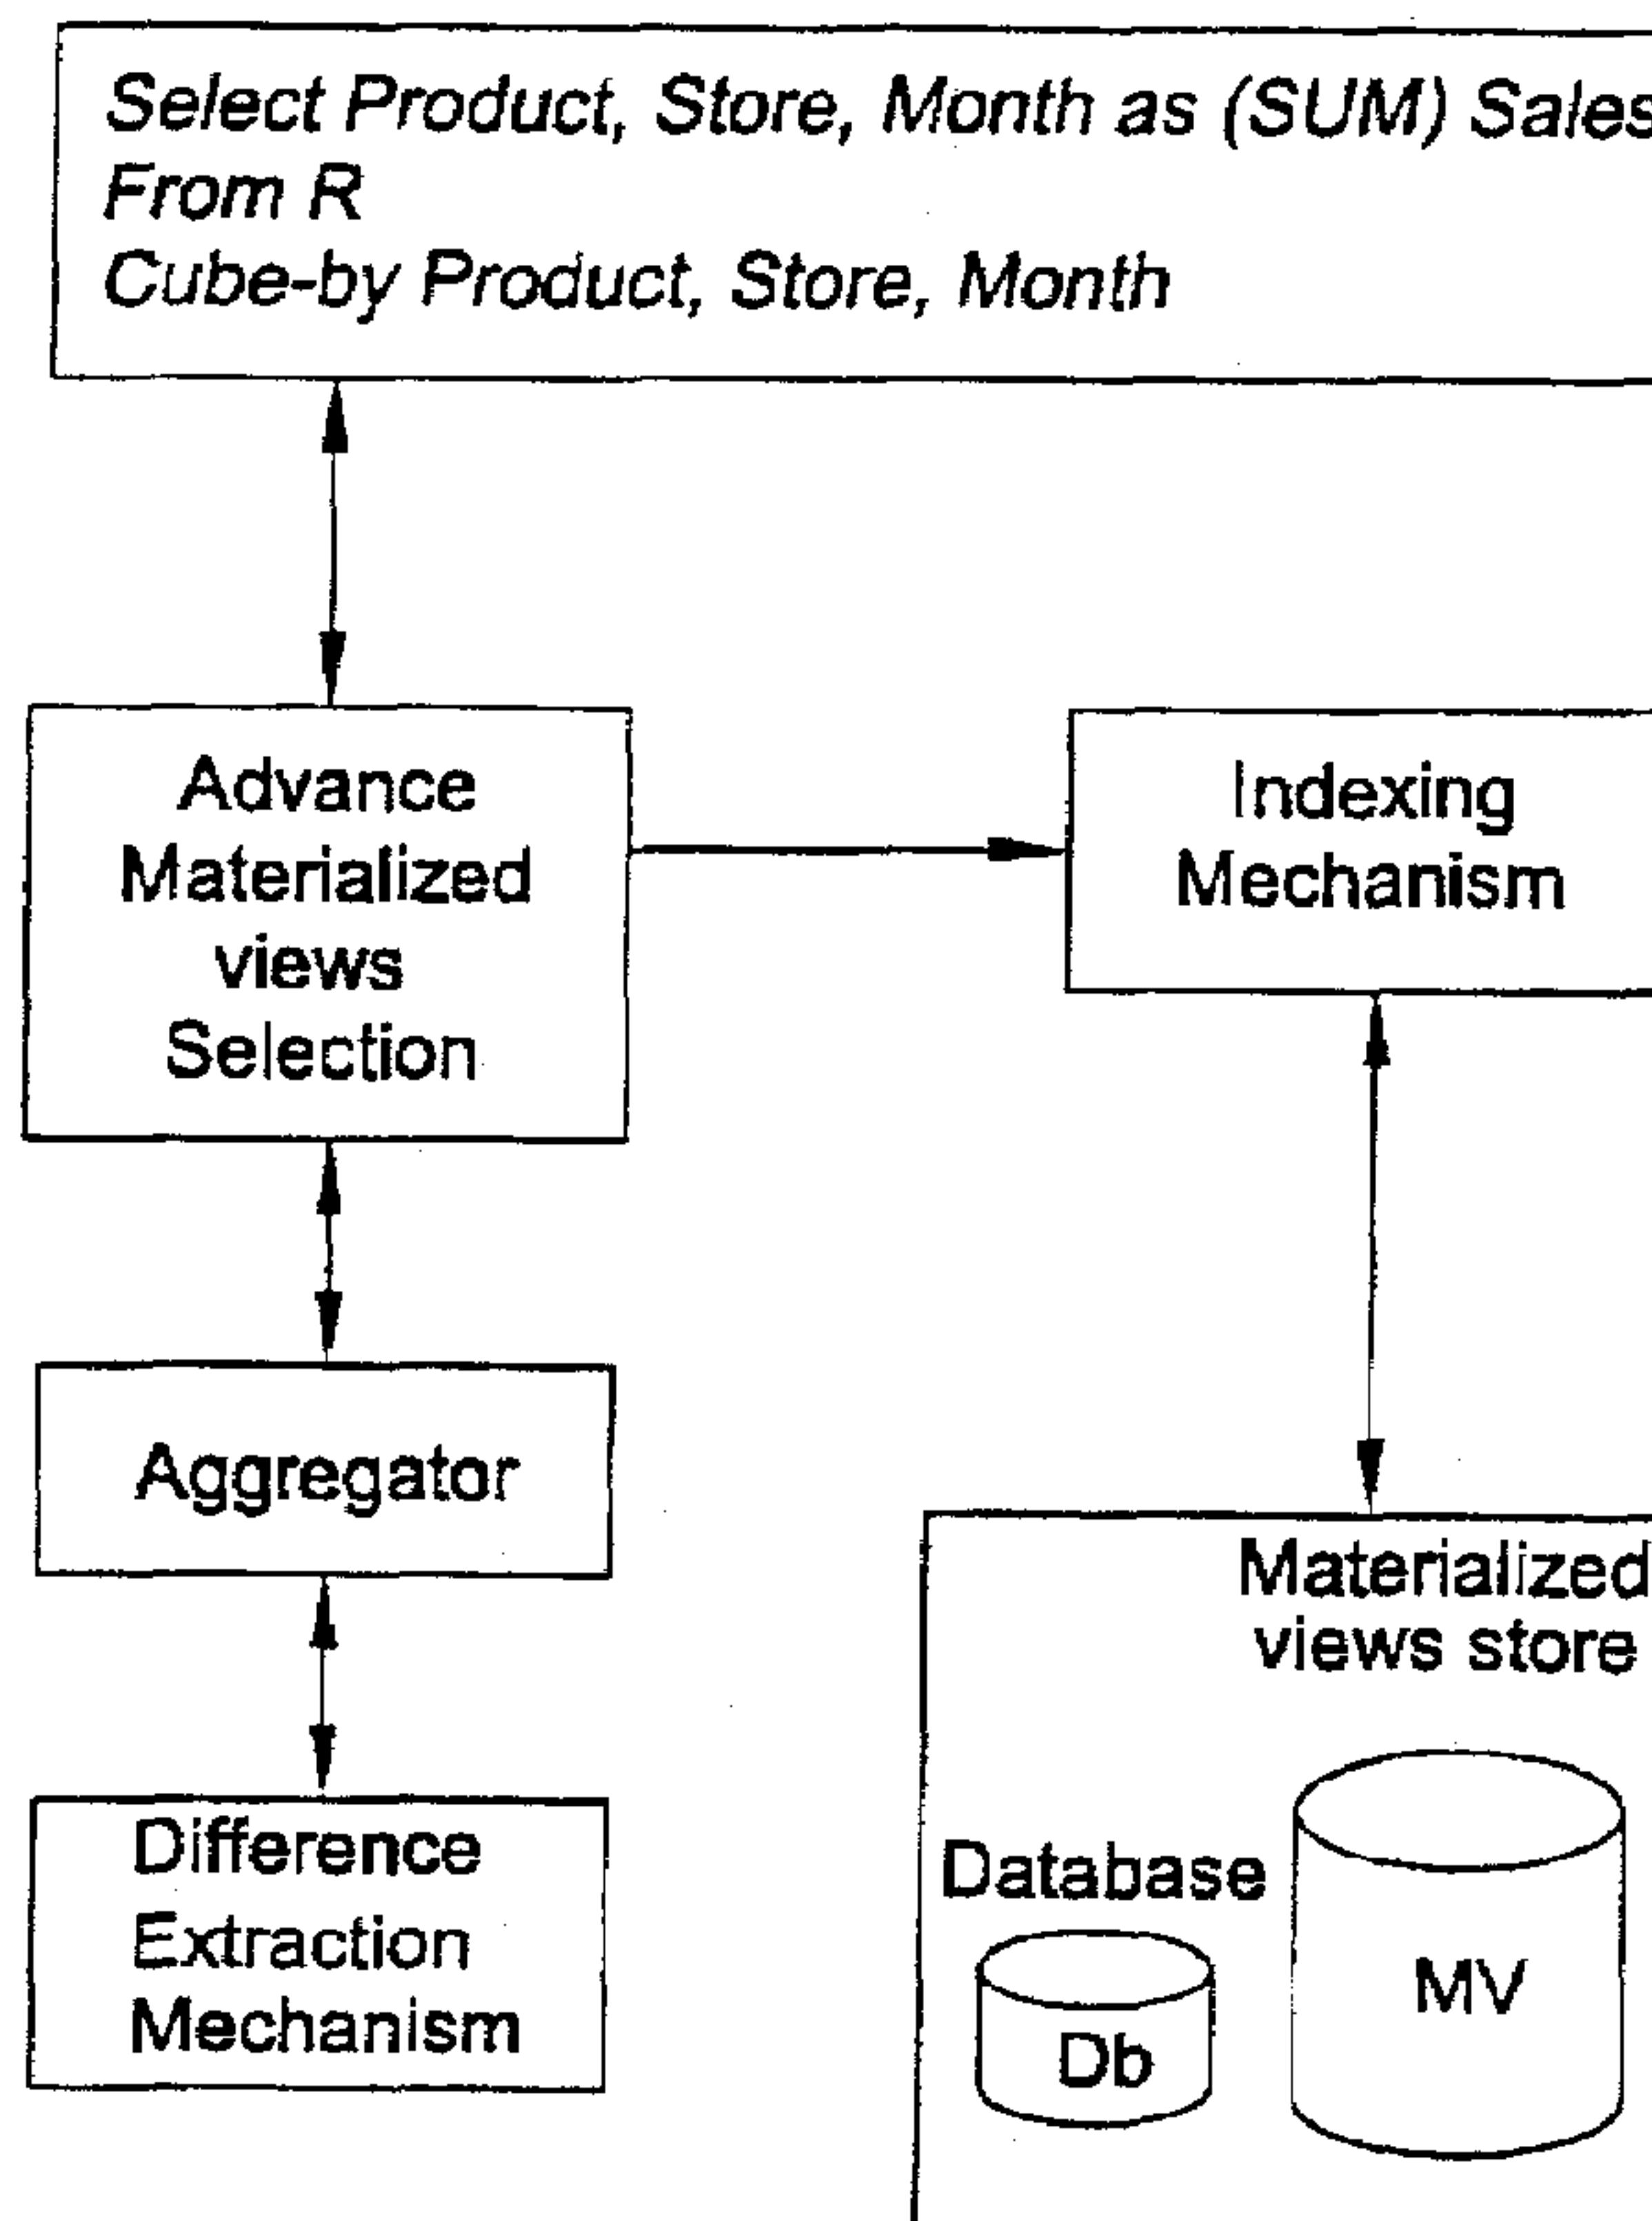 Select Product, Store, Month as (SUM) Sales
From R
Cube-by Product, Store, Month
Advance
Materialized
views
Selection
Indexing
Mechanism
Aggregator
Materialized
views store
Difference
Extraction
Mechanism
Database
Db
MV